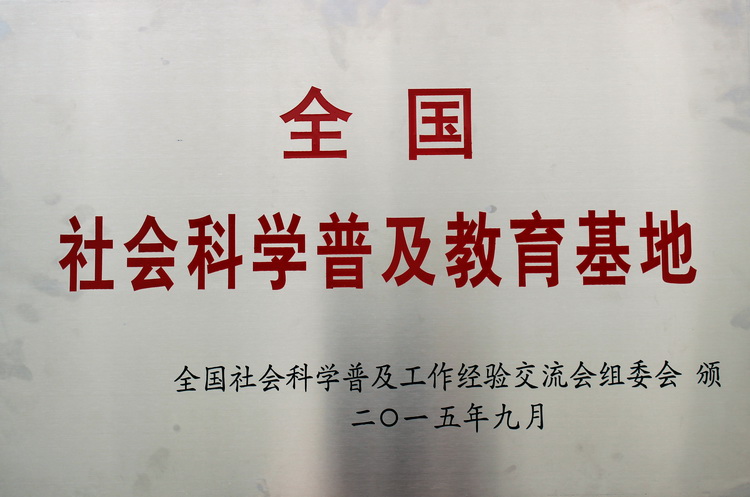 全国
社会科学普及教育基地
全国社会科学普及工作经验交流会组委会 颁
二〇一五年九月